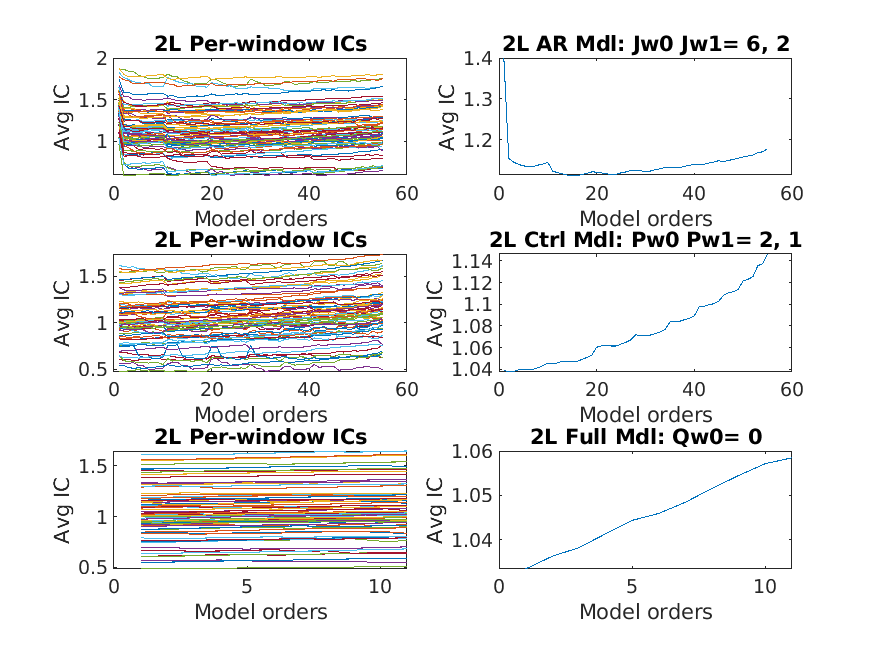 2L Per-window ICs
2
1.5
1
Avg IC
0 20 40 60
Model orders
2L AR Mdl: Jw0 Jw1= 6, 2
1.4
1.3
1.2
Avg IC
0 20 40 60
Model orders
2L Per-window ICs
1.5
1
0.5
Avg IC
0 20 40 60
Model orders
2L Ctrl Mdl: Pw0 Pw1= 2, 1
1.14
1.12
1.1
1.08
1.06
1.04
Avg IC
0 20 40 60
Model orders
2L Per-window ICs
1.5
1
0.5
Avg IC
0 5 10
Model orders
2L Full Mdl: Qw0= 0
1.06
1.05
1.04
Avg IC
0 5 10
Model orders